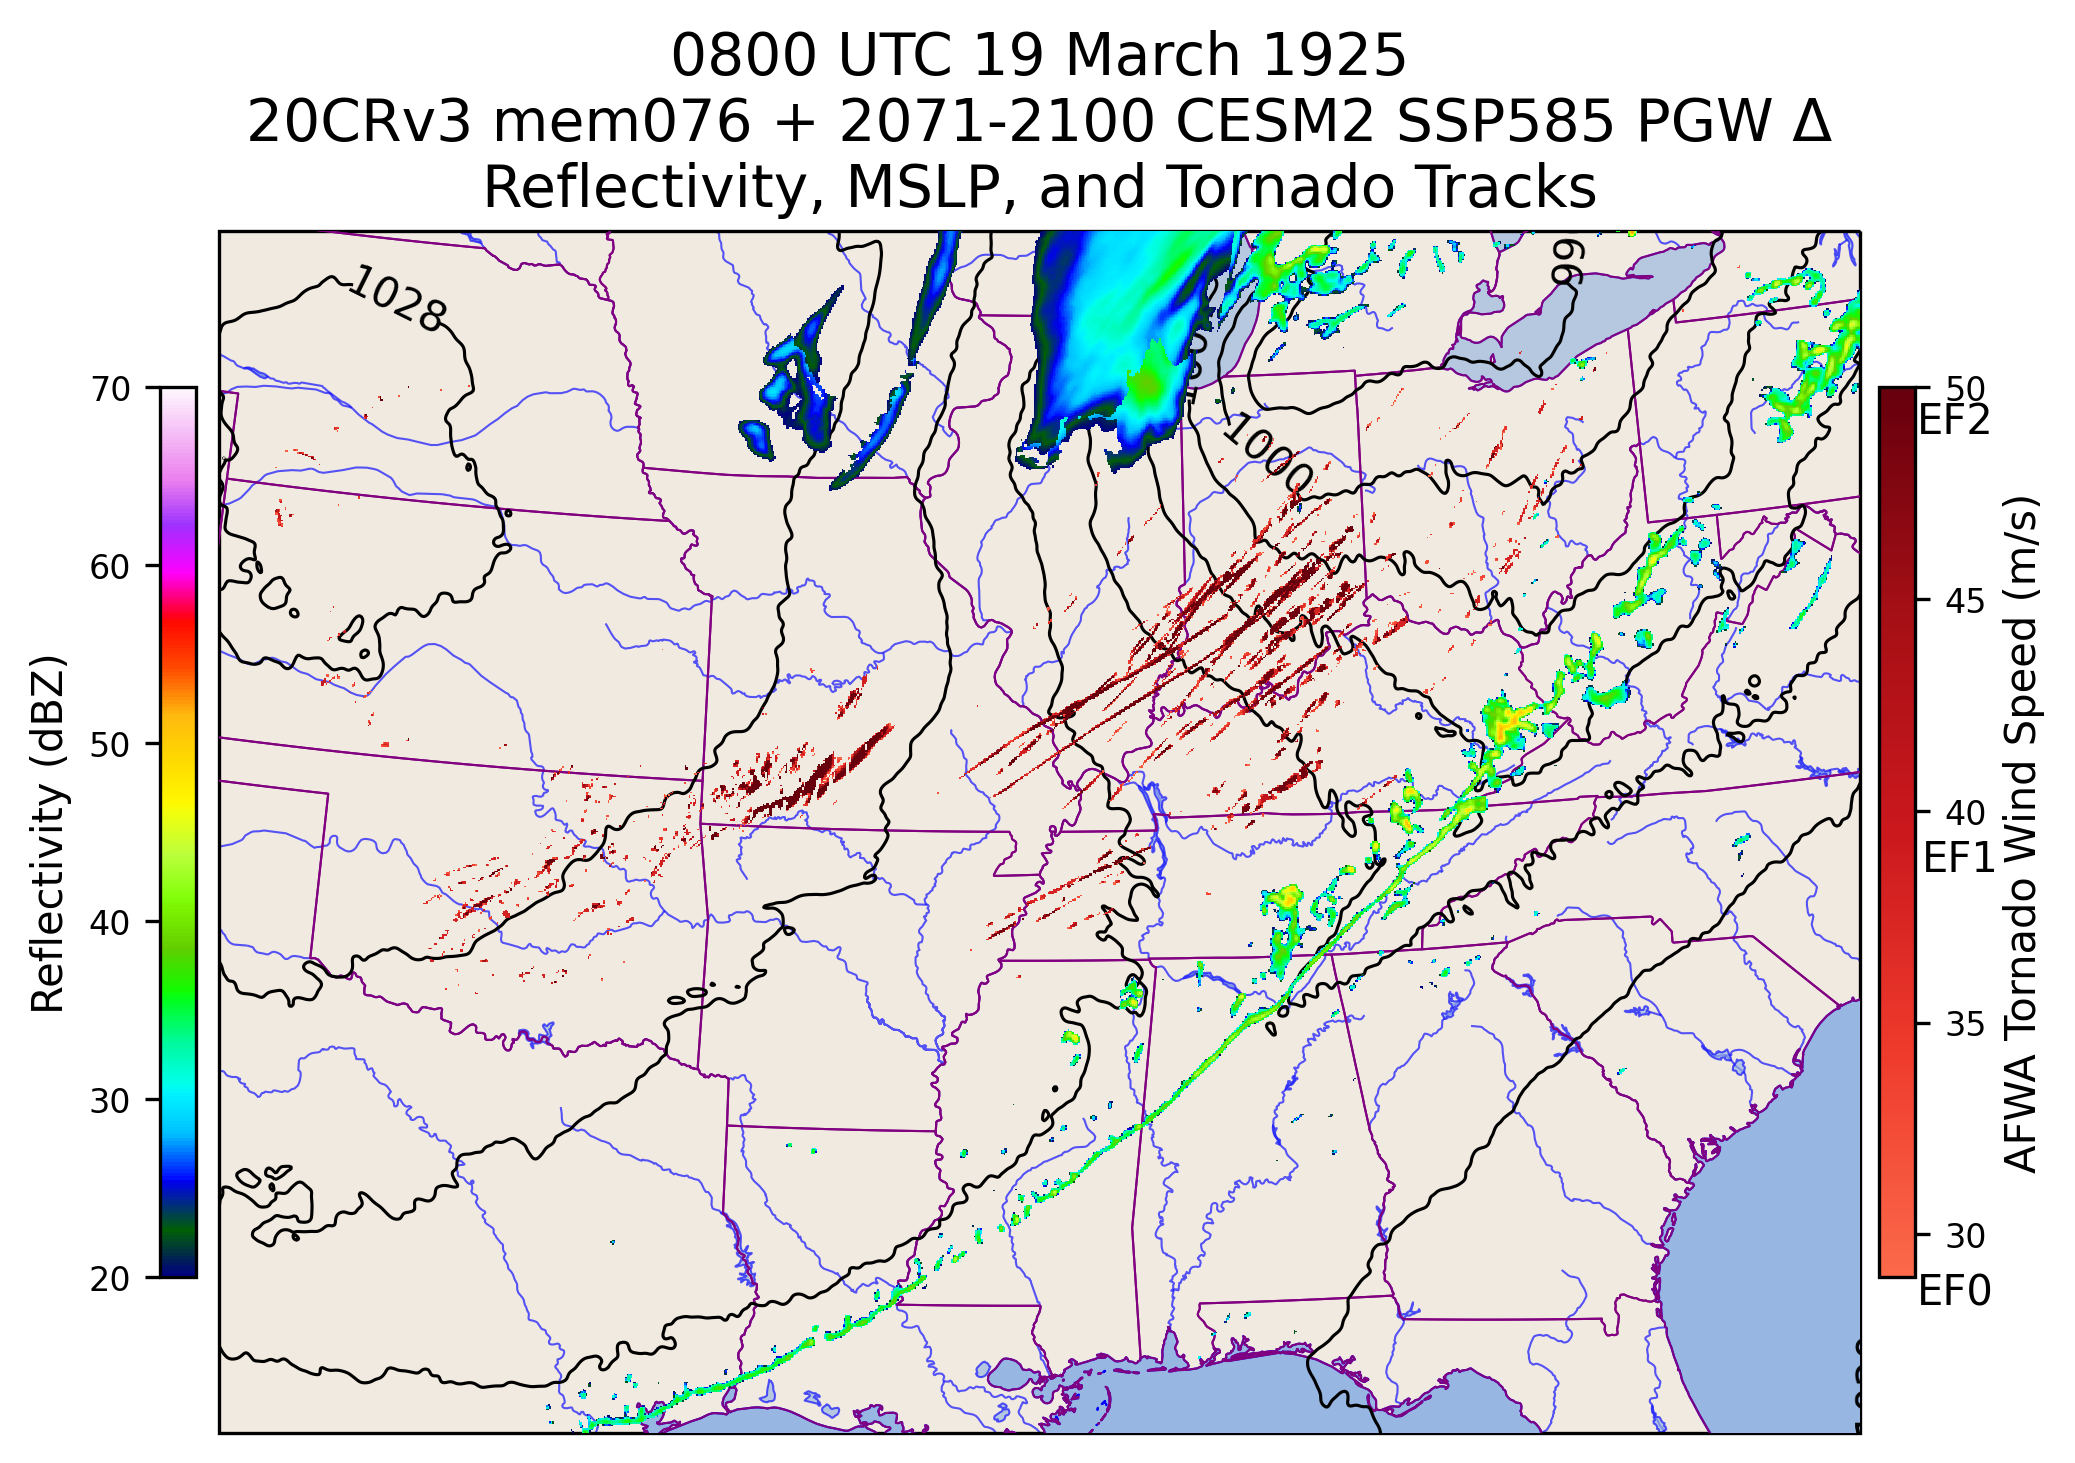 0800 UTC 19 March 1925
20CRv3 mem076 + 2071-2100 CESM2 SSP585 PGW Δ
Reflectivity, MSLP, and Tornado Tracks
1028
1000
70
60
50
40
30
20
Reflectivity (dBZ)
50
EF2
45
40
EF1
35
30
EF0
AFWA Tornado Wind Speed (m/s)